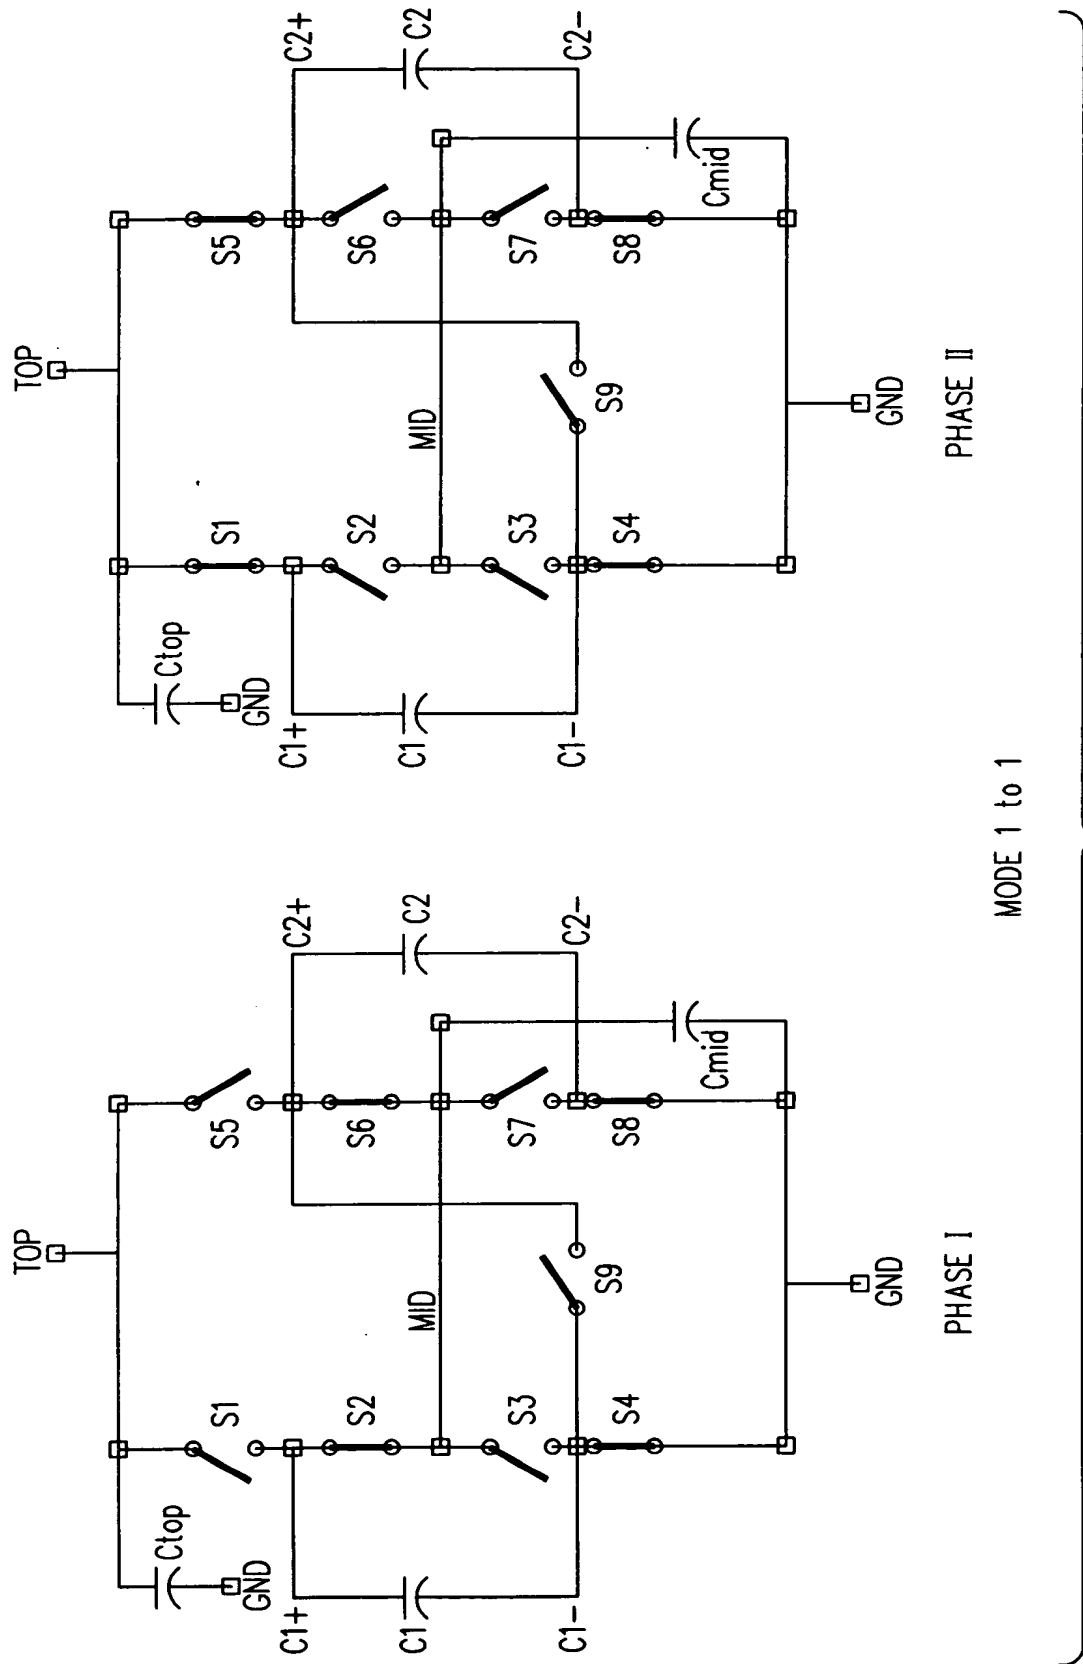 TOP
Ctop
GND
S1
S5
C1+
C2+
S2
S6
C1
MID
C2
S3
S7
C1-
C2-
S9
S4
S8
Cmid
GND
PHASE I
TOP
Ctop
GND
S1
S5
C1+
C2+
S2
S6
C1
MID
C2
S3
S7
C1-
C2-
S9
S4
S8
Cmid
GND
PHASE II
MODE 1 to 1